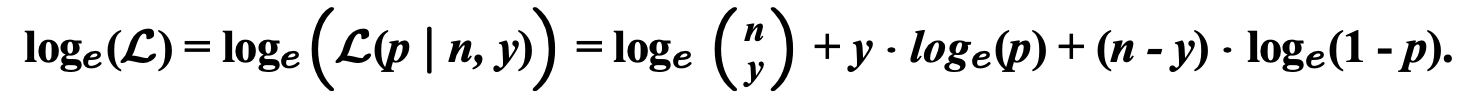 logₑ(ℒ) = logₑ(ℒ(p | n, y)) = logₑ (n y) + y · logₑ(p) + (n - y) · logₑ(1 - p).